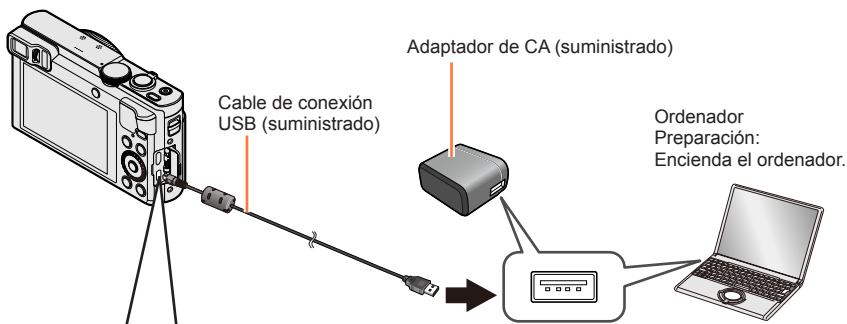 Adaptador de CA (suministrado)
Cable de conexión
USB (suministrado)
Ordenador
Preparación:
Encienda el ordenador.